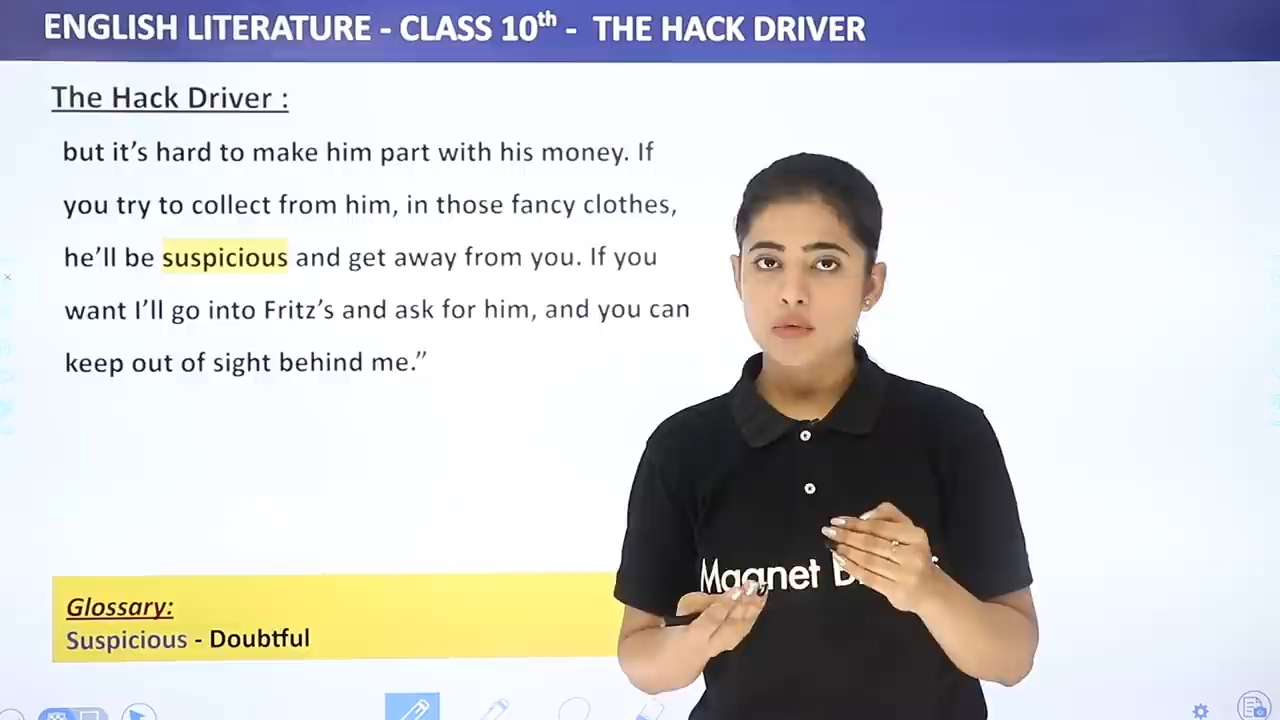 ENGLISH LITERATURE - CLASS 10th - THE HACK DRIVER
The Hack Driver :
but it’s hard to make him part with his money. If
you try to collect from him, in those fancy clothes,
he’ll be suspicious and get away from you. If you
want I’ll go into Fritz’s and ask for him, and you can
keep out of sight behind me.”
Magnet
Glossary:
Suspicious - Doubtful